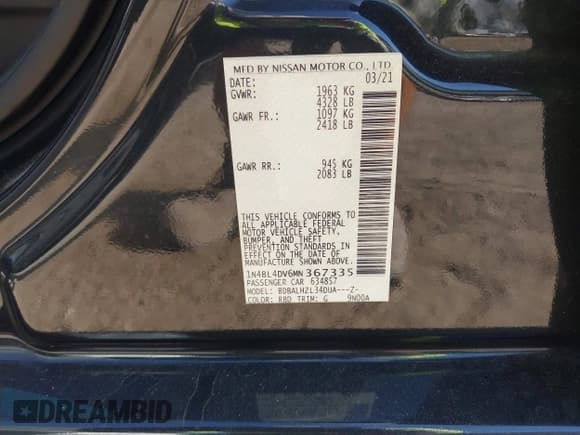 MFD BY NISSAN MOTOR CO., LTD.
DATE: 03/21
GVWR: 1963 KG
4328 LB
GAWR FR.: 1097 KG
2418 LB
GAWR RR.: 945 KG
2083 LB
THIS VEHICLE CONFORMS TO
ALL APPLICABLE FEDERAL
MOTOR VEHICLE SAFETY,
BUMPER, AND THEFT
PREVENTION STANDARDS
IN EFFECT ON THE DATE OF
MANUFACTURE SHOWN ABOVE.
1N4BL4DV6MN367335
PASSENGER CAR 634857
MODEL: BDBALHZL34DUA---Z-
COLOR: RBD TRIM: G 9N00A
DREAMBID